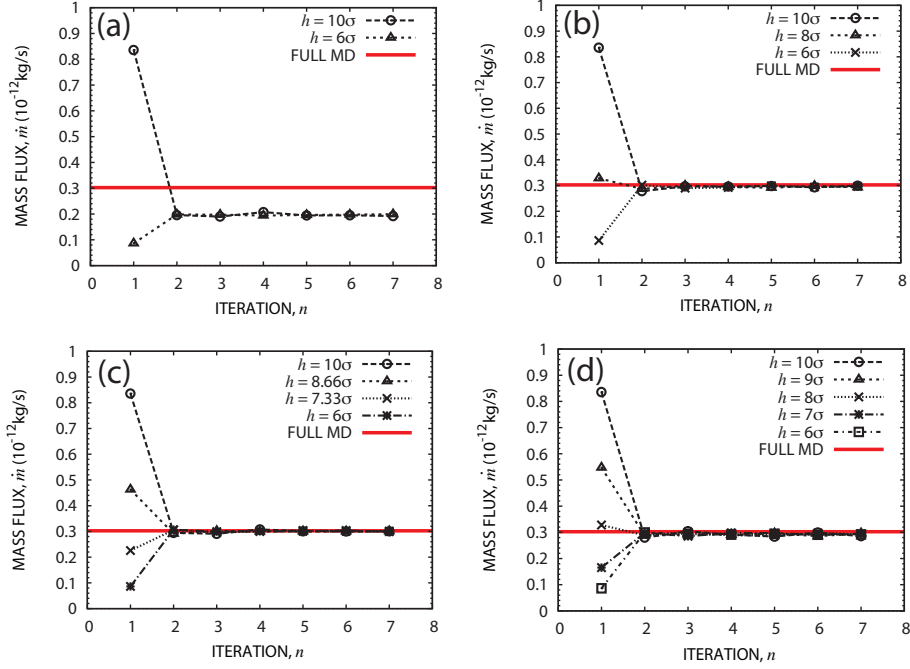 (a)
h = 10σ
h = 6σ
FULL MD
MASS FLUX, ṁ (10⁻¹²kg/s)
1
0.9
0.8
0.7
0.6
0.5
0.4
0.3
0.2
0.1
0
0 1 2 3 4 5 6 7 8
ITERATION, n
(b)
h = 10σ
h = 8σ
h = 6σ
FULL MD
MASS FLUX, ṁ (10⁻¹²kg/s)
1
0.9
0.8
0.7
0.6
0.5
0.4
0.3
0.2
0.1
0
0 1 2 3 4 5 6 7 8
ITERATION, n
(c)
h = 10σ
h = 8.66σ
h = 7.33σ
h = 6σ
FULL MD
MASS FLUX, ṁ (10⁻¹²kg/s)
1
0.9
0.8
0.7
0.6
0.5
0.4
0.3
0.2
0.1
0
0 1 2 3 4 5 6 7 8
ITERATION, n
(d)
h = 10σ
h = 9σ
h = 8σ
h = 7σ
h = 6σ
FULL MD
MASS FLUX, ṁ (10⁻¹²kg/s)
1
0.9
0.8
0.7
0.6
0.5
0.4
0.3
0.2
0.1
0
0 1 2 3 4 5 6 7 8
ITERATION, n